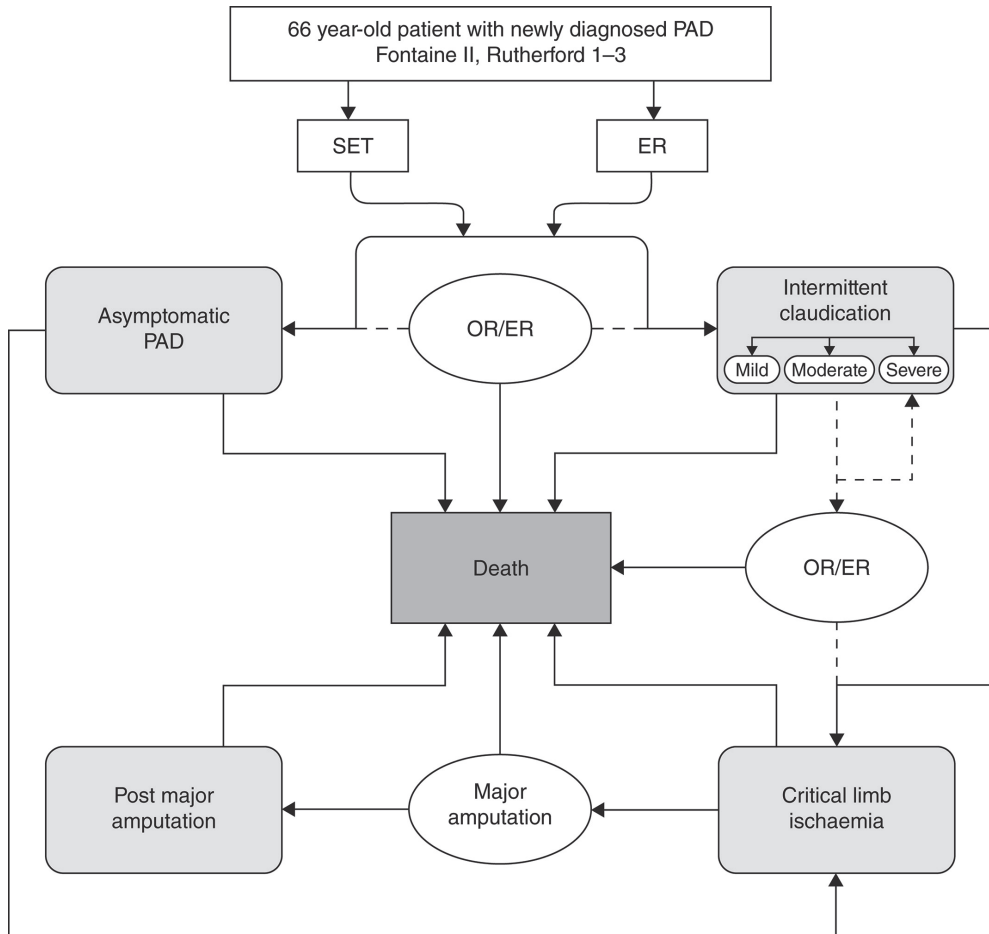 66 year-old patient with newly diagnosed PAD
Fontaine II, Rutherford 1–3
SET
ER
Asymptomatic
PAD
OR/ER
Intermittent
claudication
Mild
Moderate
Severe
Death
OR/ER
Post major
amputation
Major
amputation
Critical limb
ischaemia